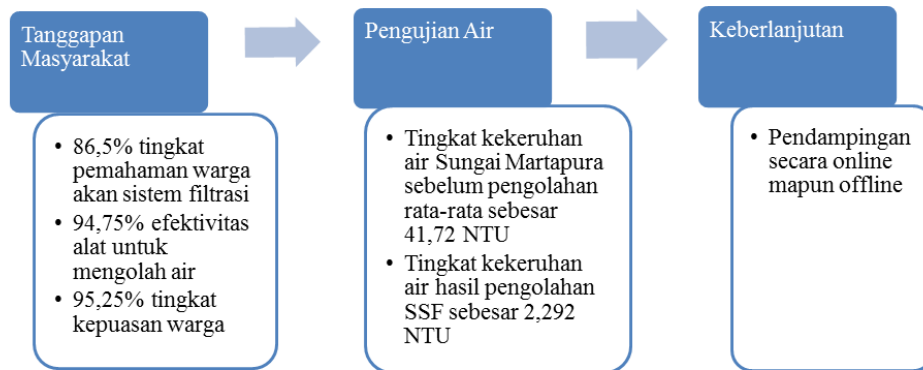 Tanggapan
Masyarakat
• 86,5% tingkat
pemahaman warga
akan sistem filtrasi
• 94,75% efektivitas
alat untuk
mengolah air
• 95,25% tingkat
kepuasan warga
Pengujian Air
• Tingkat kekeruhan
air Sungai Martapura
sebelum pengolahan
rata-rata sebesar
41,72 NTU
• Tingkat kekeruhan
air hasil pengolahan
SSF sebesar 2,292
NTU
Keberlanjutan
• Pendampingan
secara online
mapun offline